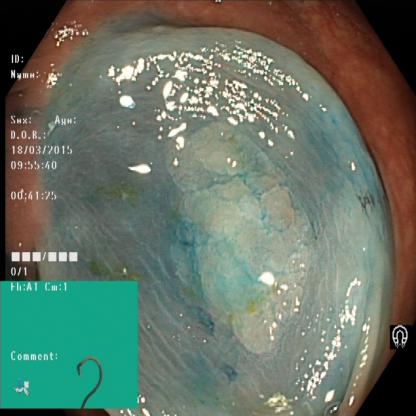 ID:
Name:
Sex: Age:
D.O.B.:
18/03/2015
09:55:40
00:41:25
0/1
Fh:A1 Cm:1
Comment: